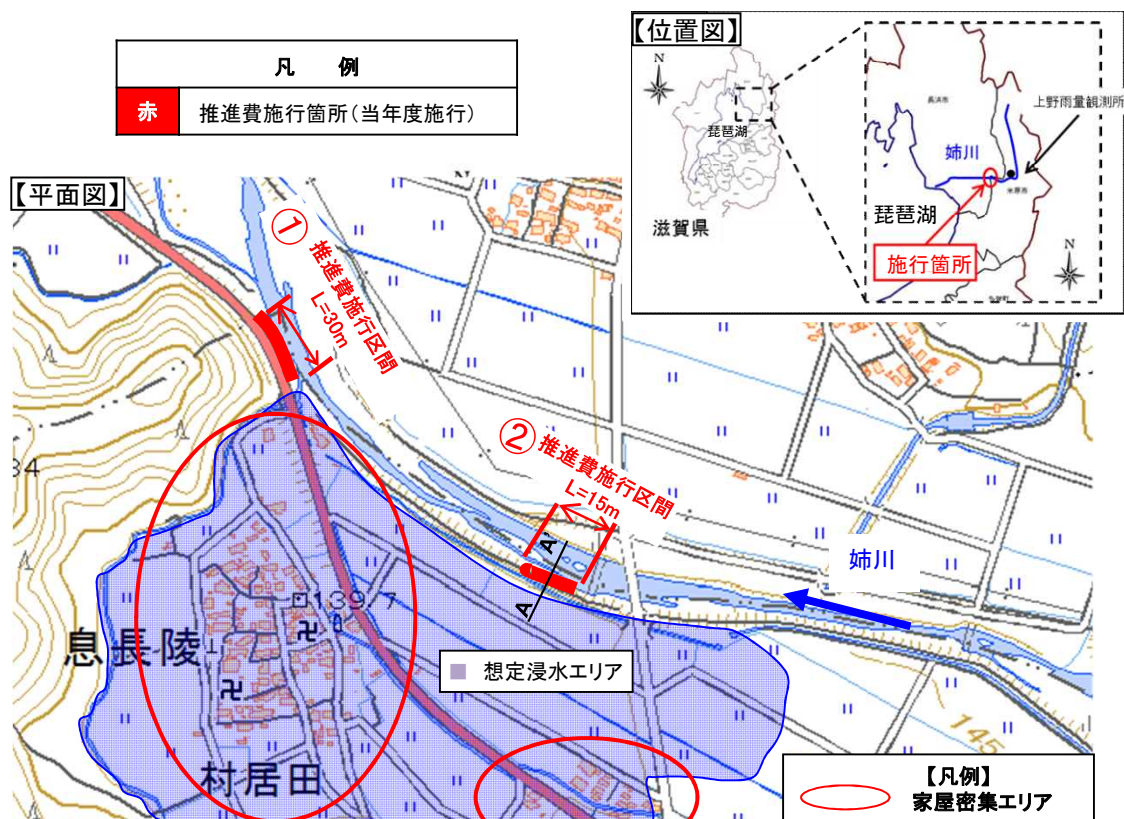 凡 例
赤 推進費施行箇所(当年度施行)
【位置図】
N
琵琶湖
滋賀県
長浜市
上野雨量観測所
姉川
米原市
琵琶湖
施行箇所
N
【平面図】
① 推進費施行区間
L=30m
② 推進費施行区間
L=15m
A'
A
姉川
139.7
息長陵
想定浸水エリア
村居田
145
【凡例】
家屋密集エリア